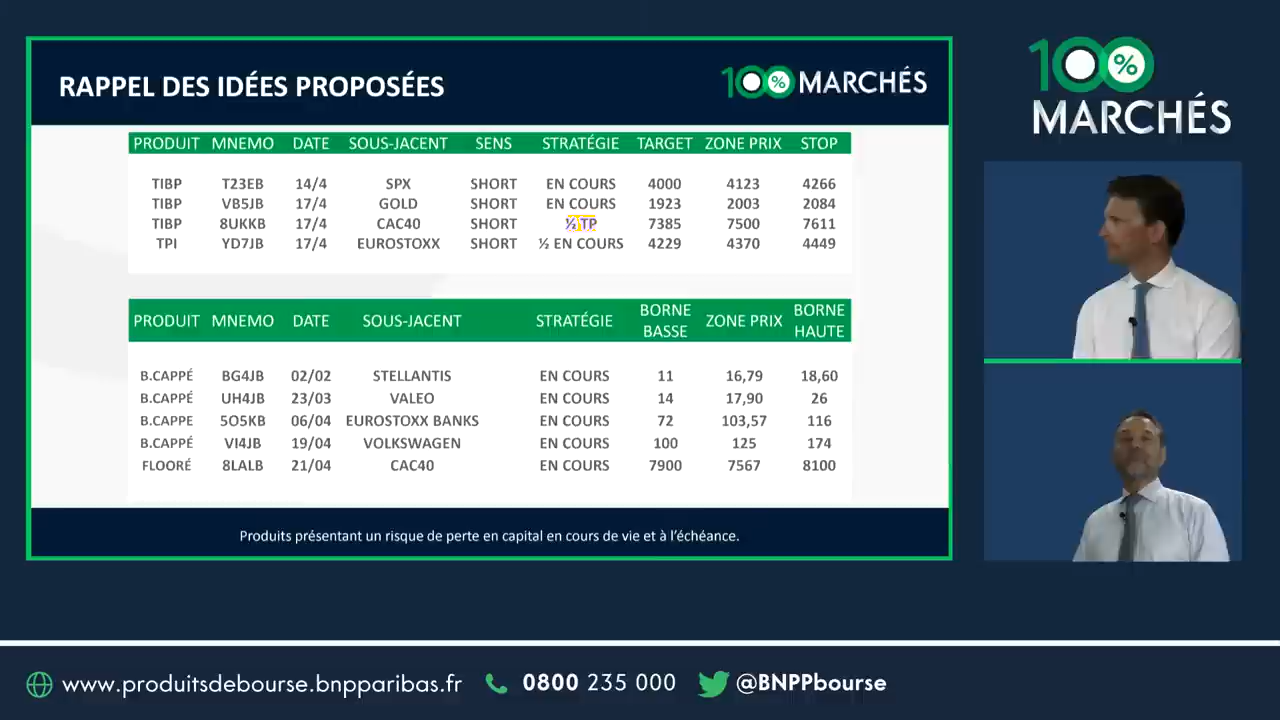 RAPPEL DES IDÉES PROPOSÉES
100% MARCHÉS
PRODUIT MNEMO DATE SOUS-JACENT SENS STRATÉGIE TARGET ZONE PRIX STOP
TIBP T23EB 14/4 SPX SHORT EN COURS 4000 4123 4266
TIBP VB5JB 17/4 GOLD SHORT EN COURS 1923 2003 2084
TIBP 8UKKB 17/4 CAC40 SHORT ½ TP 7385 7500 7611
TPI YD7JB 17/4 EUROSTOXX SHORT ½ EN COURS 4229 4370 4449
PRODUIT MNEMO DATE SOUS-JACENT STRATÉGIE BORNE BASSE ZONE PRIX BORNE HAUTE
B.CAPPÉ BG4JB 02/02 STELLANTIS EN COURS 11 16,79 18,60
B.CAPPÉ UH4JB 23/03 VALEO EN COURS 14 17,90 26
B.CAPPÉ 5O5KB 06/04 EUROSTOXX BANKS EN COURS 72 103,57 116
B.CAPPÉ VI4JB 19/04 VOLKSWAGEN EN COURS 100 125 174
FLOORÉ 8LALB 21/04 CAC40 EN COURS 7900 7567 8100
Produits présentant un risque de perte en capital en cours de vie et à l'échéance.
100%
MARCHÉS
www.produitsdebourse.bnpparibas.fr 0800 235 000 @BNPPbourse